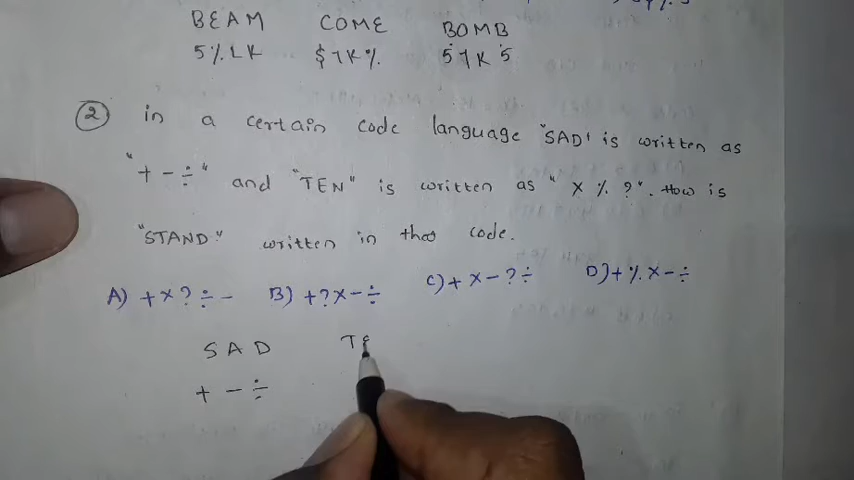 BEAM COME BOMB
5%LK $7K% 57K5
② in a certain code language "SAD' is written as
"+ - ÷" and "TEN" is written as " x % ?". How is
"STAND" written in the code.
A) +x?÷- B) +?x-÷ C) +x-?÷ D) +%x-÷
SAD TE
+ - ÷